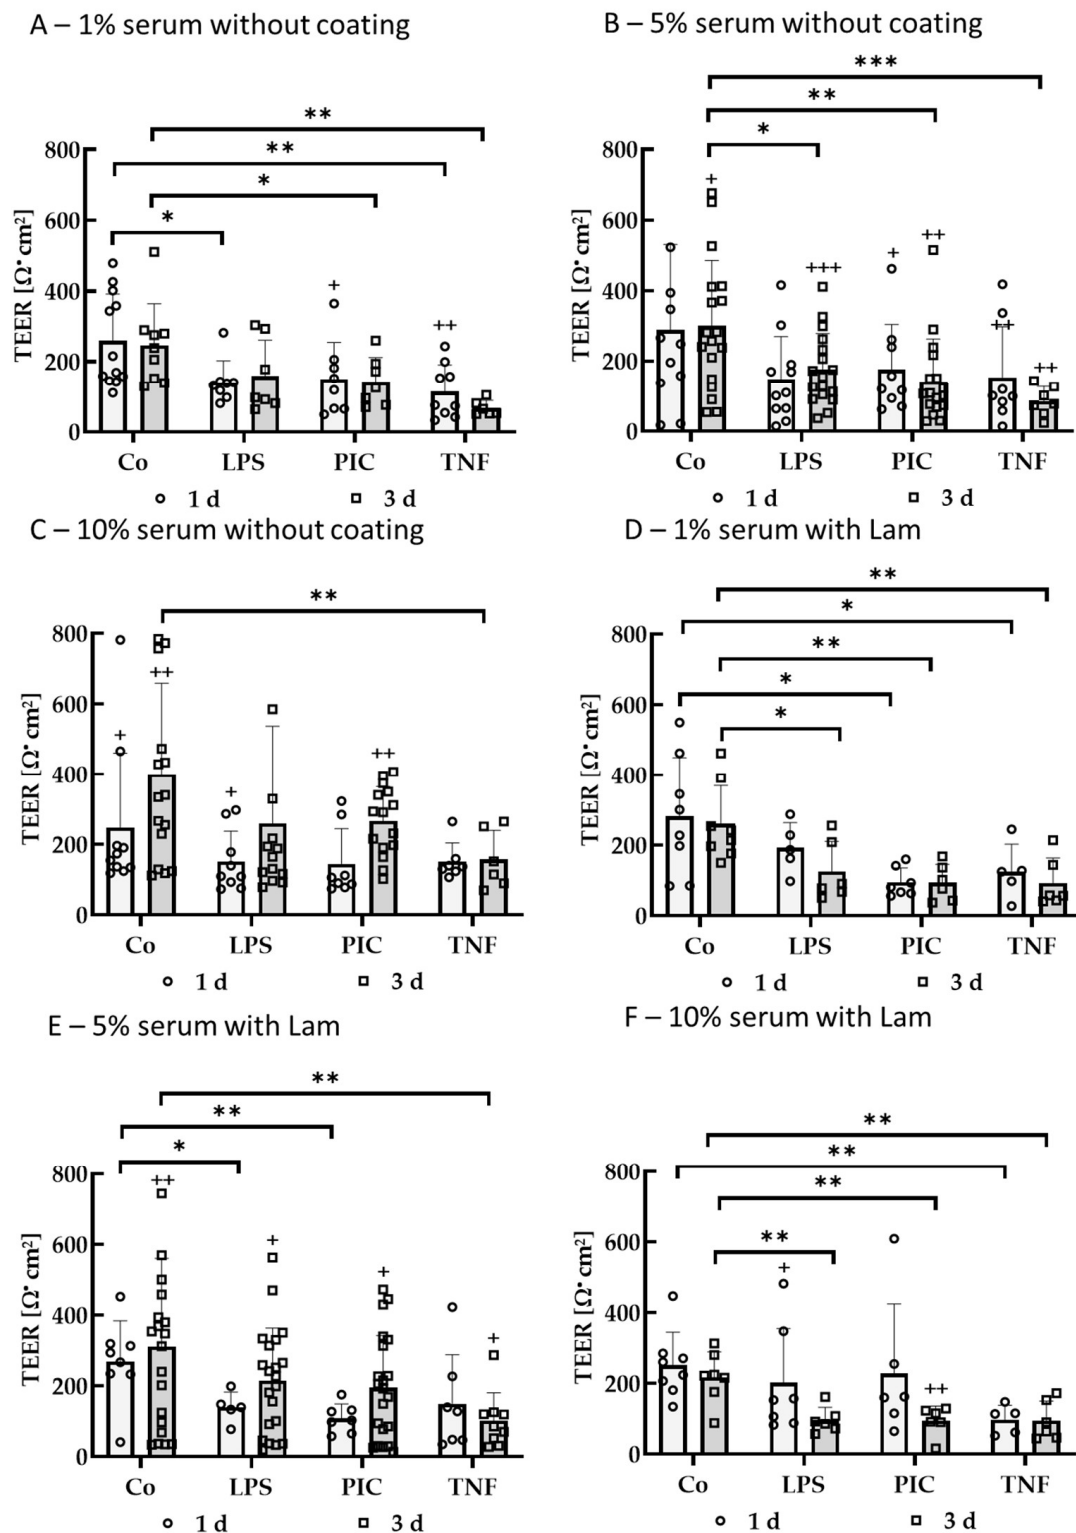 A – 1% serum without coating
B – 5% serum without coating
**
**
*
*
800
600
400
200
0
TEER [Ω• cm²]
+
++
Co LPS PIC TNF
1 d 3 d
***
**
*
800
600
400
200
0
TEER [Ω• cm²]
+
+++
+
++
++
++
Co LPS PIC TNF
1 d 3 d
C – 10% serum without coating
D – 1% serum with Lam
**
800
600
400
200
0
TEER [Ω• cm²]
+
++
+
++
Co LPS PIC TNF
1 d 3 d
**
*
**
*
*
800
600
400
200
0
TEER [Ω• cm²]
Co LPS PIC TNF
1 d 3 d
E – 5% serum with Lam
F – 10% serum with Lam
**
**
*
800
600
400
200
0
TEER [Ω• cm²]
++
+
+
+
Co LPS PIC TNF
1 d 3 d
**
**
**
**
800
600
400
200
0
TEER [Ω• cm²]
+
++
Co LPS PIC TNF
1 d 3 d